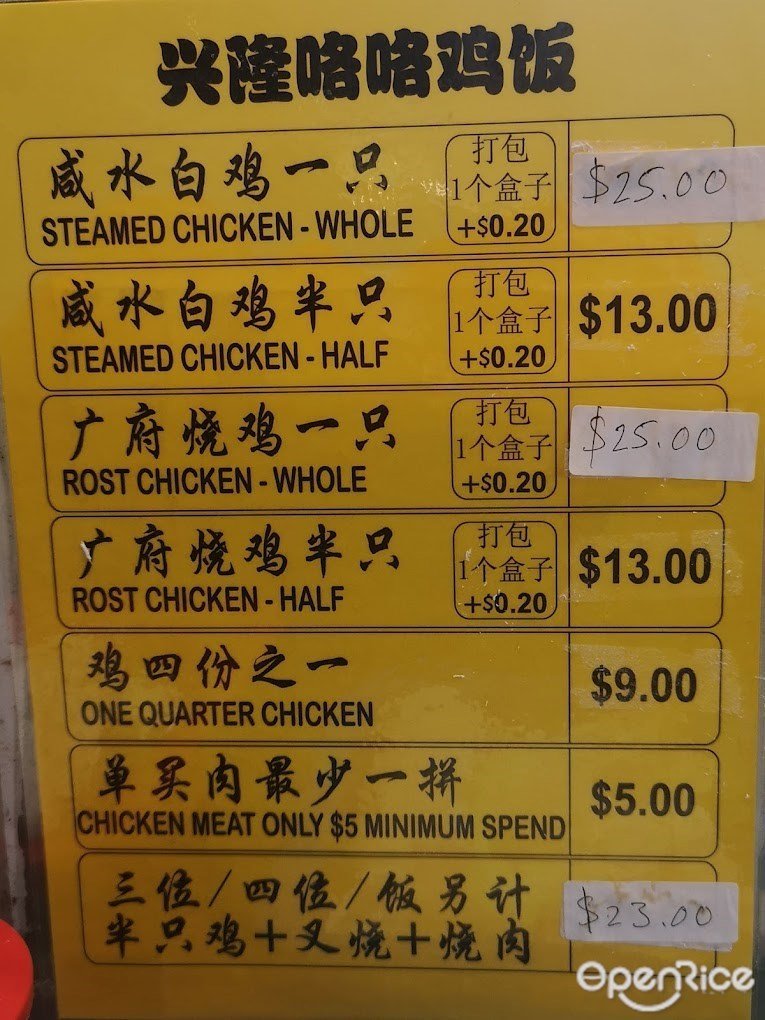 兴隆咯咯鸡饭
咸水白鸡一只
STEAMED CHICKEN - WHOLE
打包
1个盒子
+$0.20
$25.00
咸水白鸡半只
STEAMED CHICKEN - HALF
打包
1个盒子
+$0.20
$13.00
广府烧鸡一只
ROST CHICKEN - WHOLE
打包
1个盒子
+$0.20
$25.00
广府烧鸡半只
ROST CHICKEN - HALF
打包
1个盒子
+$0.20
$13.00
鸡四份之一
ONE QUARTER CHICKEN
$9.00
单买肉最少一拼
CHICKEN MEAT ONLY $5 MINIMUM SPEND
$5.00
三位/四位/饭另计
半只鸡+叉烧+烧肉
$23.00
OpenRice